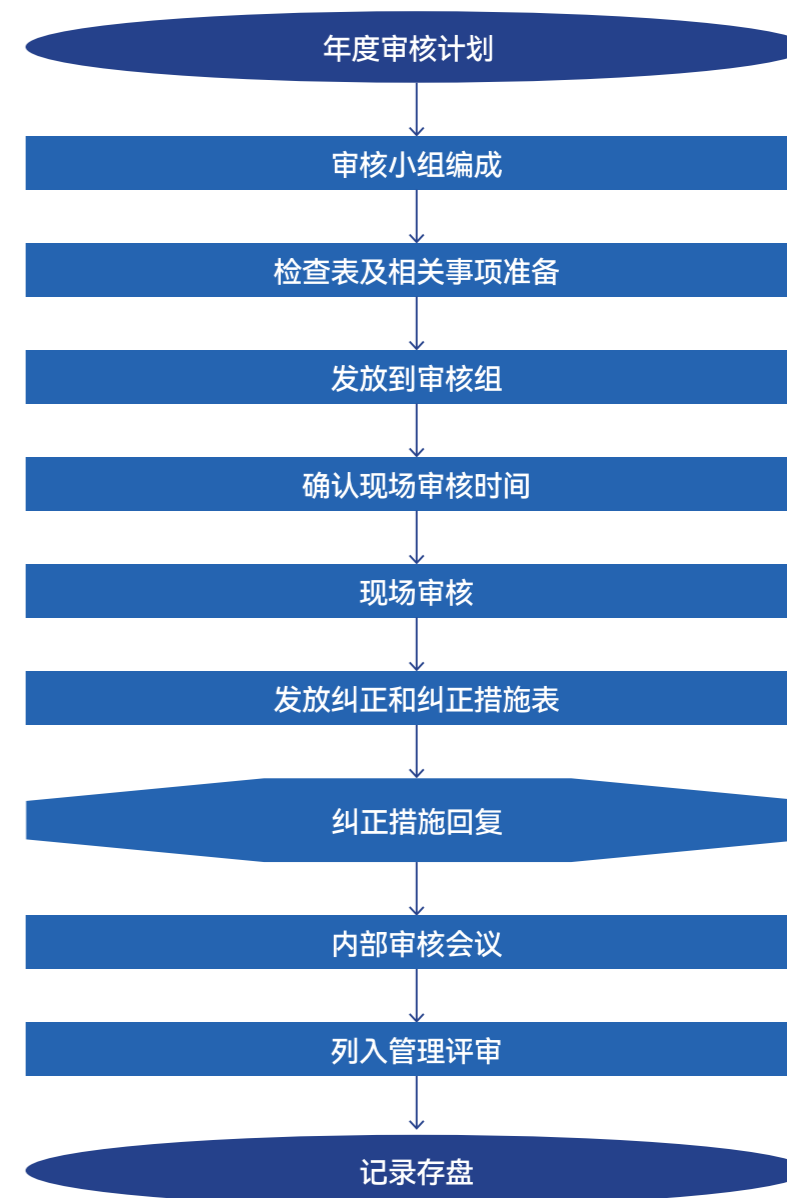 年度审核计划
审核小组编成
检查表及相关事项准备
发放到审核组
确认现场审核时间
现场审核
发放纠正和纠正措施表
纠正措施回复
内部审核会议
列入管理评审
记录存盘